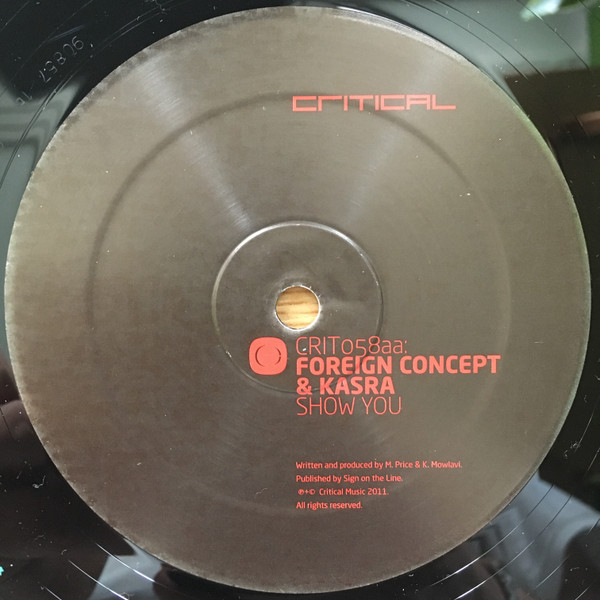 CRITICAL
CRIT058aa:
FOREIGN CONCEPT
& KASRA
SHOW YOU
Written and produced by M. Price & K. Mowlavi.
Published by Sign on the Line.
℗+© Critical Music 2011.
All rights reserved.